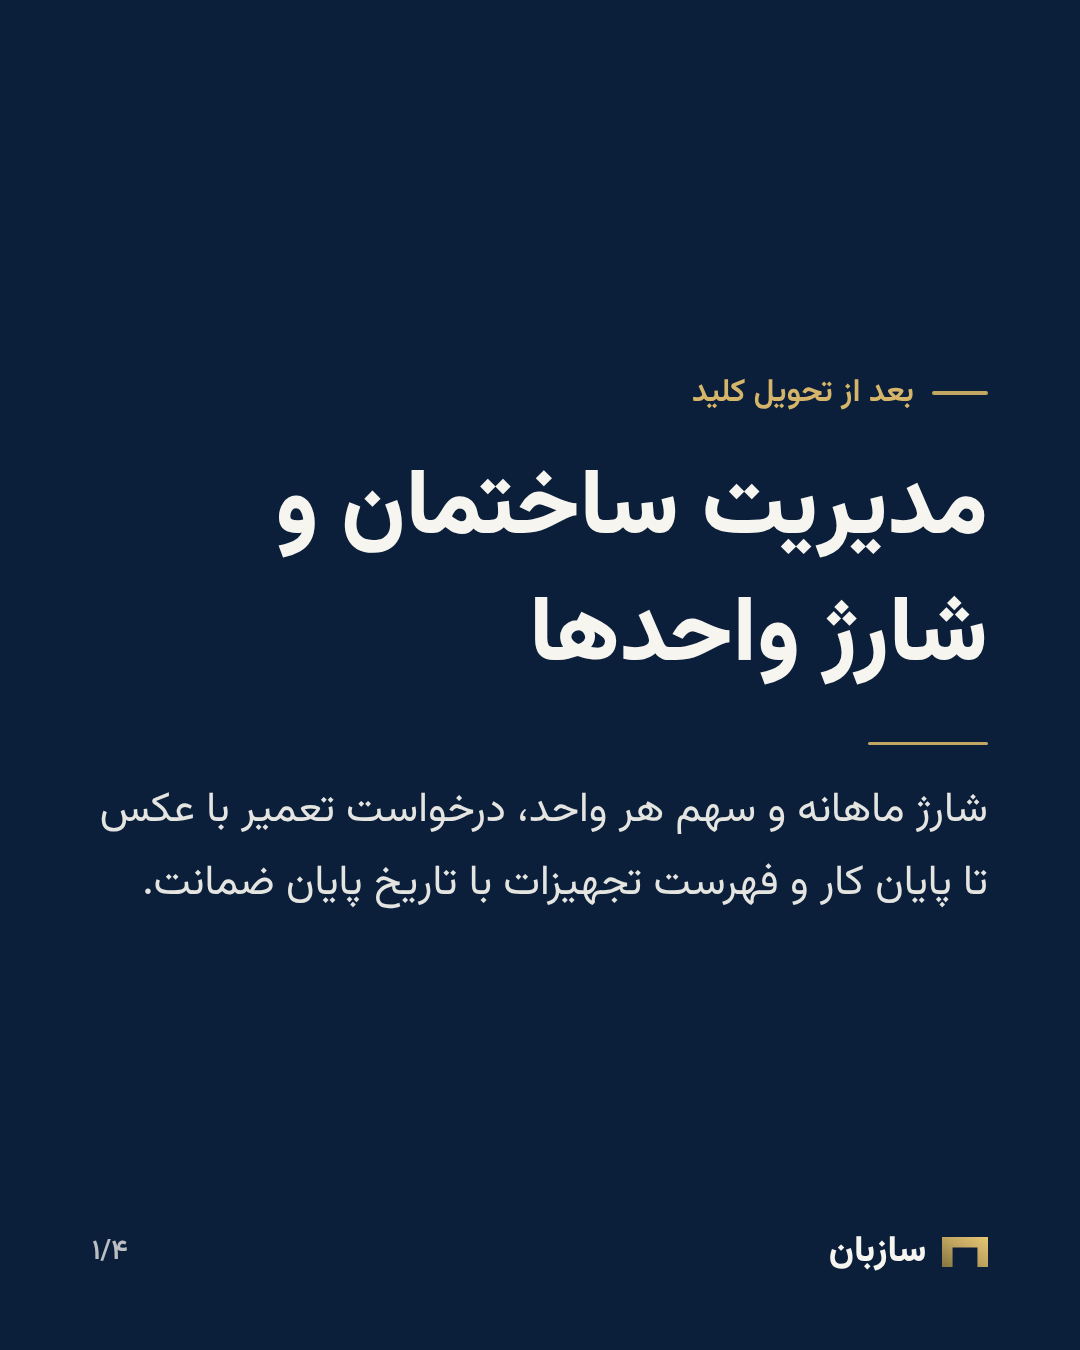 بعد از تحویل کلید
مدیریت ساختمان و
شارژ واحدها
شارژ ماهانه و سهم هر واحد، درخواست تعمیر با عکس
تا پایان کار و فهرست تجهیزات با تاریخ پایان ضمانت.
سازبان
۱/۴